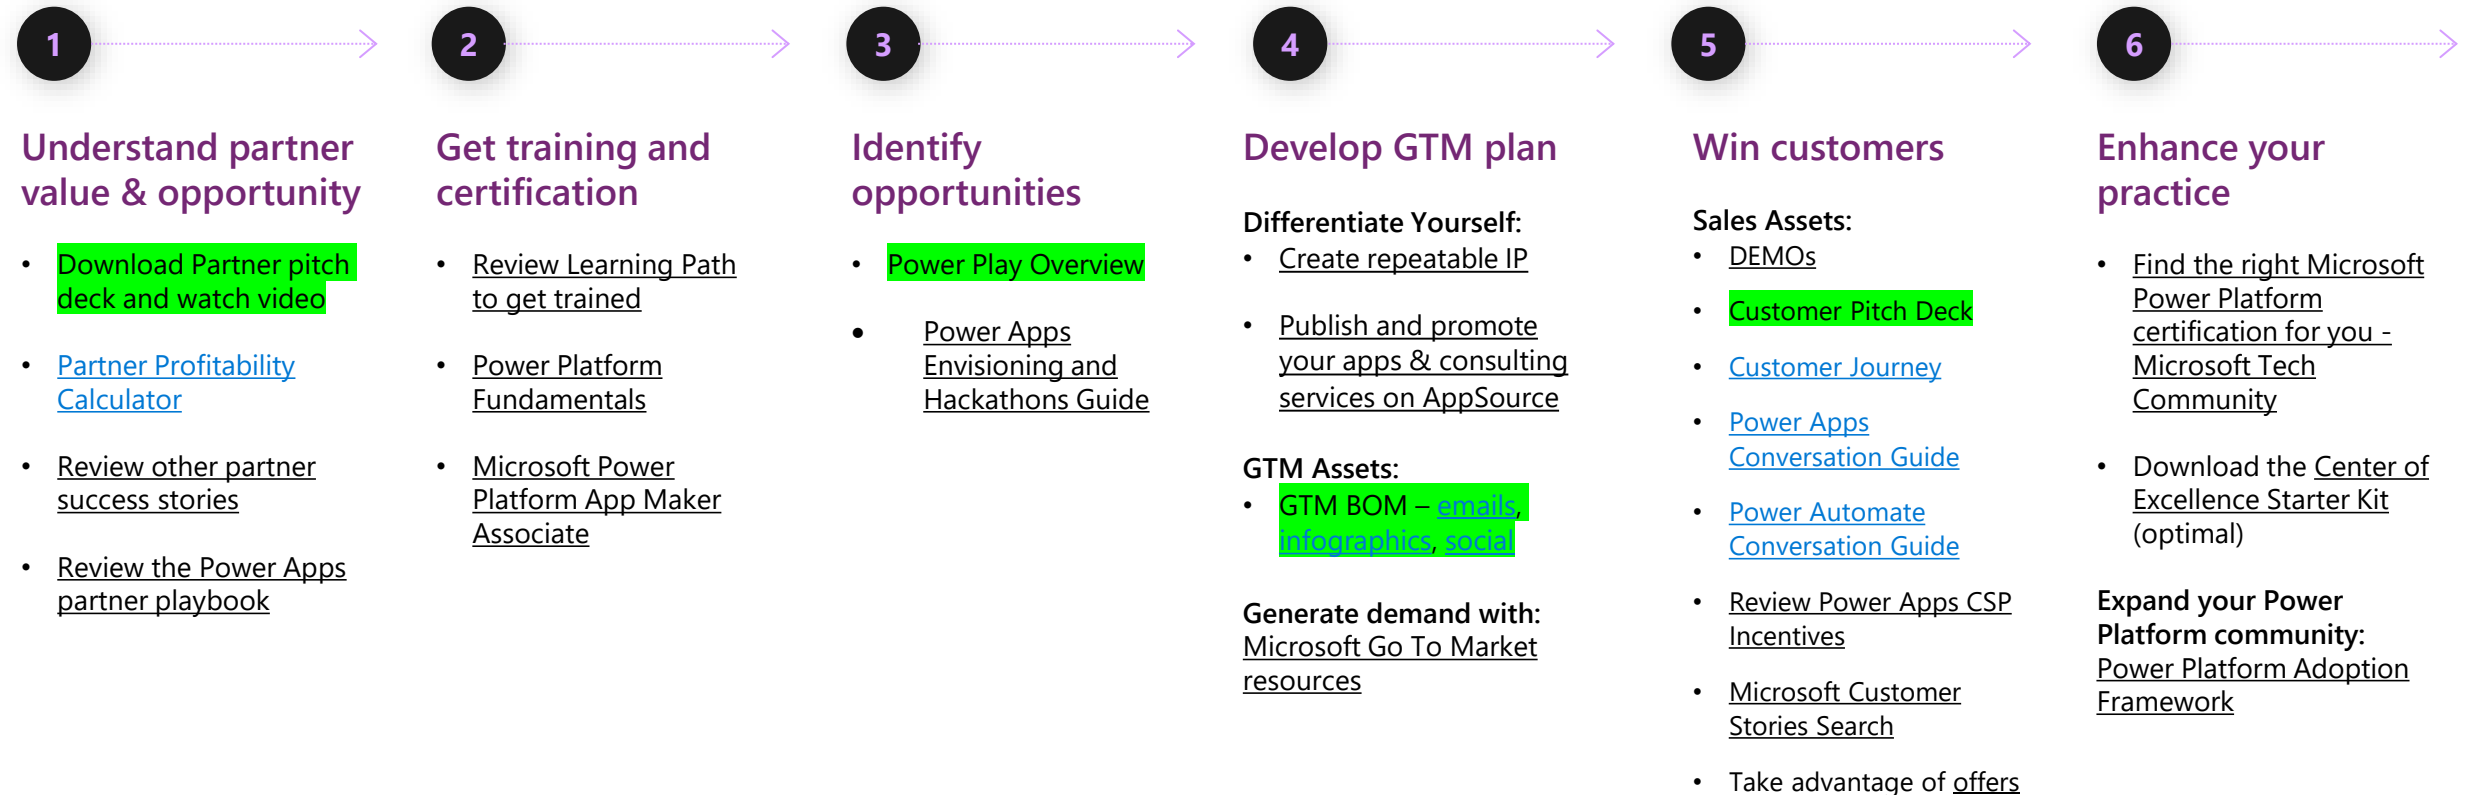 1
Understand partner
value & opportunity
• Download Partner pitch
deck and watch video
• Partner Profitability
Calculator
• Review other partner
success stories
• Review the Power Apps
partner playbook
2
Get training and
certification
• Review Learning Path
to get trained
• Power Platform
Fundamentals
• Microsoft Power
Platform App Maker
Associate
3
Identify
opportunities
• Power Play Overview
• Power Apps
Envisioning and
Hackathons Guide
4
Develop GTM plan
Differentiate Yourself:
• Create repeatable IP
• Publish and promote
your apps & consulting
services on AppSource
GTM Assets:
• GTM BOM – emails,
infographics, social
Generate demand with:
Microsoft Go To Market
resources
5
Win customers
Sales Assets:
• DEMOs
• Customer Pitch Deck
• Customer Journey
• Power Apps
Conversation Guide
• Power Automate
Conversation Guide
• Review Power Apps CSP
Incentives
• Microsoft Customer
Stories Search
• Take advantage of offers
6
Enhance your
practice
• Find the right Microsoft
Power Platform
certification for you -
Microsoft Tech
Community
• Download the Center of
Excellence Starter Kit
(optimal)
Expand your Power
Platform community:
Power Platform Adoption
Framework